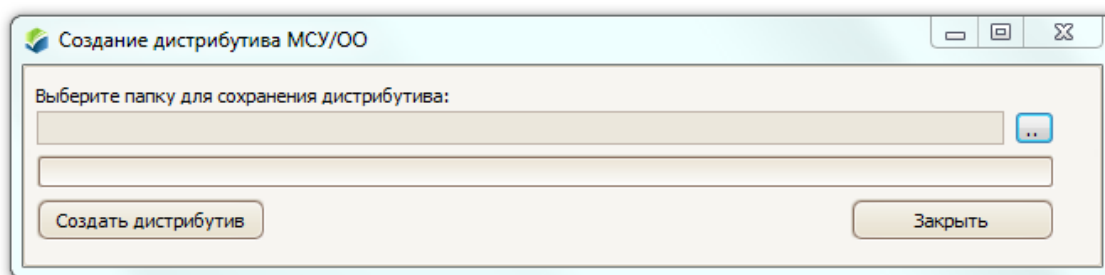 Создание дистрибутива МСУ/ОО
Выберите папку для сохранения дистрибутива:
..
Создать дистрибутив
Закрыть